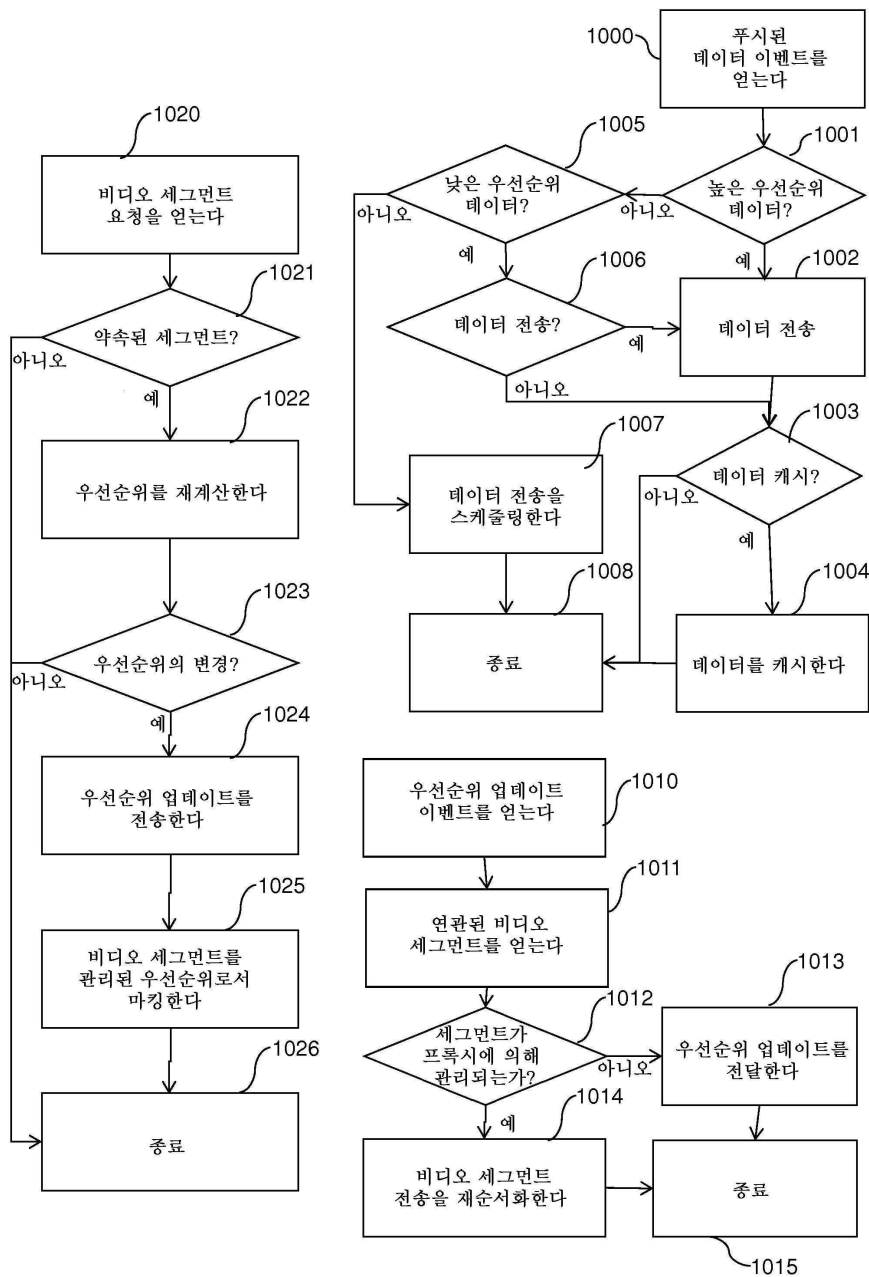 1020
비디오 세그먼트
요청을 얻는다
1021
약속된 세그먼트?
아니오
예
1022
우선순위를 재계산한다
1023
우선순위의 변경?
아니오
예
1024
우선순위 업데이트를
전송한다
1025
비디오 세그먼트를
관리된 우선순위로서
마킹한다
1026
종료
1000
푸시된
데이터 이벤트를
얻는다
1001
높은 우선순위
데이터?
아니오
예
1005
낮은 우선순위
데이터?
아니오
예
1006
데이터 전송?
예
아니오
1002
데이터 전송
1003
데이터 캐시?
아니오
예
1007
데이터 전송을
스케줄링한다
1004
데이터를 캐시한다
1008
종료
1010
우선순위 업데이트
이벤트를 얻는다
1011
연관된 비디오
세그먼트를 얻는다
1012
세그먼트가
프록시에 의해
관리되는가?
아니오
예
1013
우선순위 업데이트를
전달한다
1014
비디오 세그먼트
전송을 재순서화한다
종료
1015